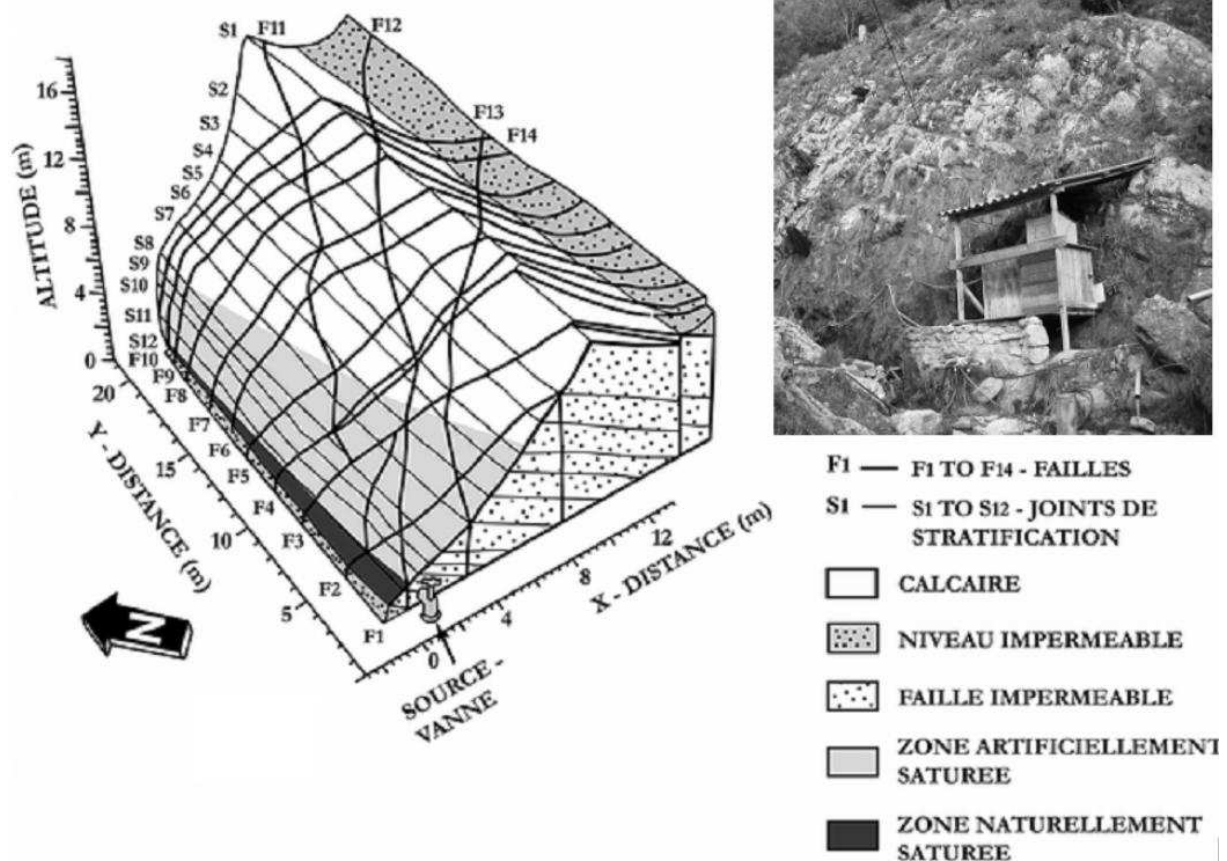 S1
F11
F12
S2
S3
F13
F14
S4
S5
S6
S7
S8
S9
S10
S11
S12
F10
F9
F8
F7
F6
F5
F4
F3
F2
F1
ALTITUDE (m)
16
12
8
4
0
Y - DISTANCE (m)
20
15
10
5
X - DISTANCE (m)
0
4
8
12
N
SOURCE -
VANNE
F1 F1 TO F14 - FAILLES
S1 S1 TO S12 - JOINTS DE
STRATIFICATION
CALCAIRE
NIVEAU IMPERMEABLE
FAILLE IMPERMEABLE
ZONE ARTIFICIELLEMENT
SATUREE
ZONE NATURELLEMENT
SATUREE